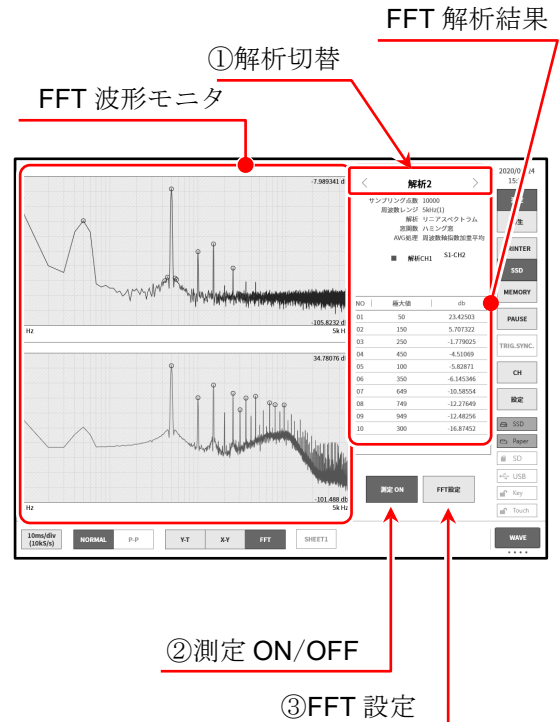 FFT 解析結果
①解析切替
FFT 波形モニタ
-7.989341 d
-105.8232 d
Hz
5k H
34.78076 d
-101.488 db
Hz
5k Hz
< 解析2 >
サンプリング点数 10000
周波数レンジ 5kHz(1)
解析 リニアスペクトラム
窓関数 ハミング窓
AVG処理 周波数軸指数加重平均
■ 解析CH1 S1-CH2
NO 極大値 db
01 50 23.42503
02 150 5.707322
03 250 -1.779025
04 450 -4.51069
05 100 -5.82871
06 350 -6.145346
07 649 -10.58554
08 749 -12.27649
09 949 -12.48256
10 300 -16.87452
測定 ON
FFT設定
SSD
MEMORY
PAUSE
TRIG.SYNC.
CH
設定
SSD
Paper
SD
USB
Key
Touch
10ms/div
(10kS/s)
NORMAL
P-P
Y-T
X-Y
FFT
SHEET1
WAVE
②測定 ON/OFF
③FFT 設定